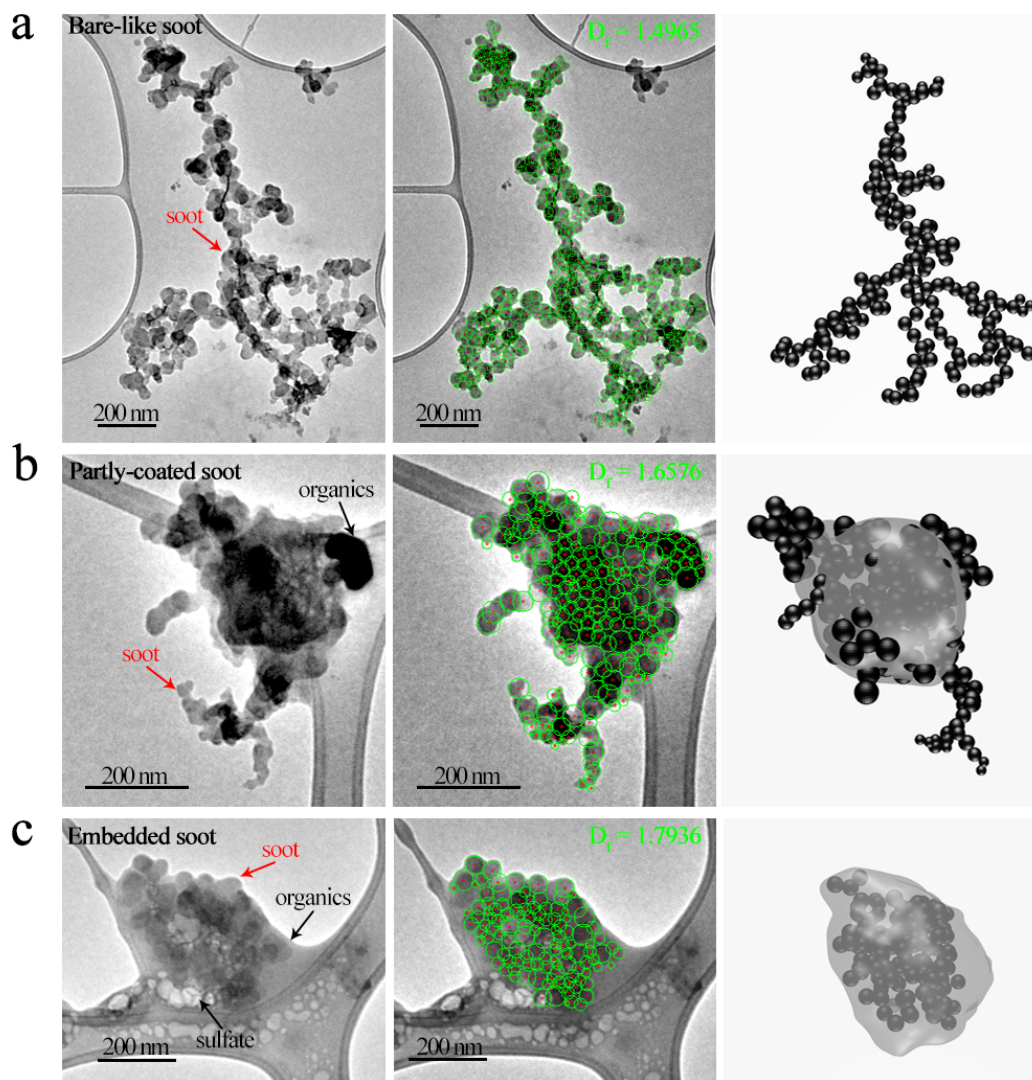 a
Bare-like soot
Df = 1.4965
soot
200 nm
200 nm
b
Partly-coated soot
Df = 1.6576
organics
soot
200 nm
200 nm
c
Embedded soot
Df = 1.7936
soot
organics
sulfate
200 nm
200 nm